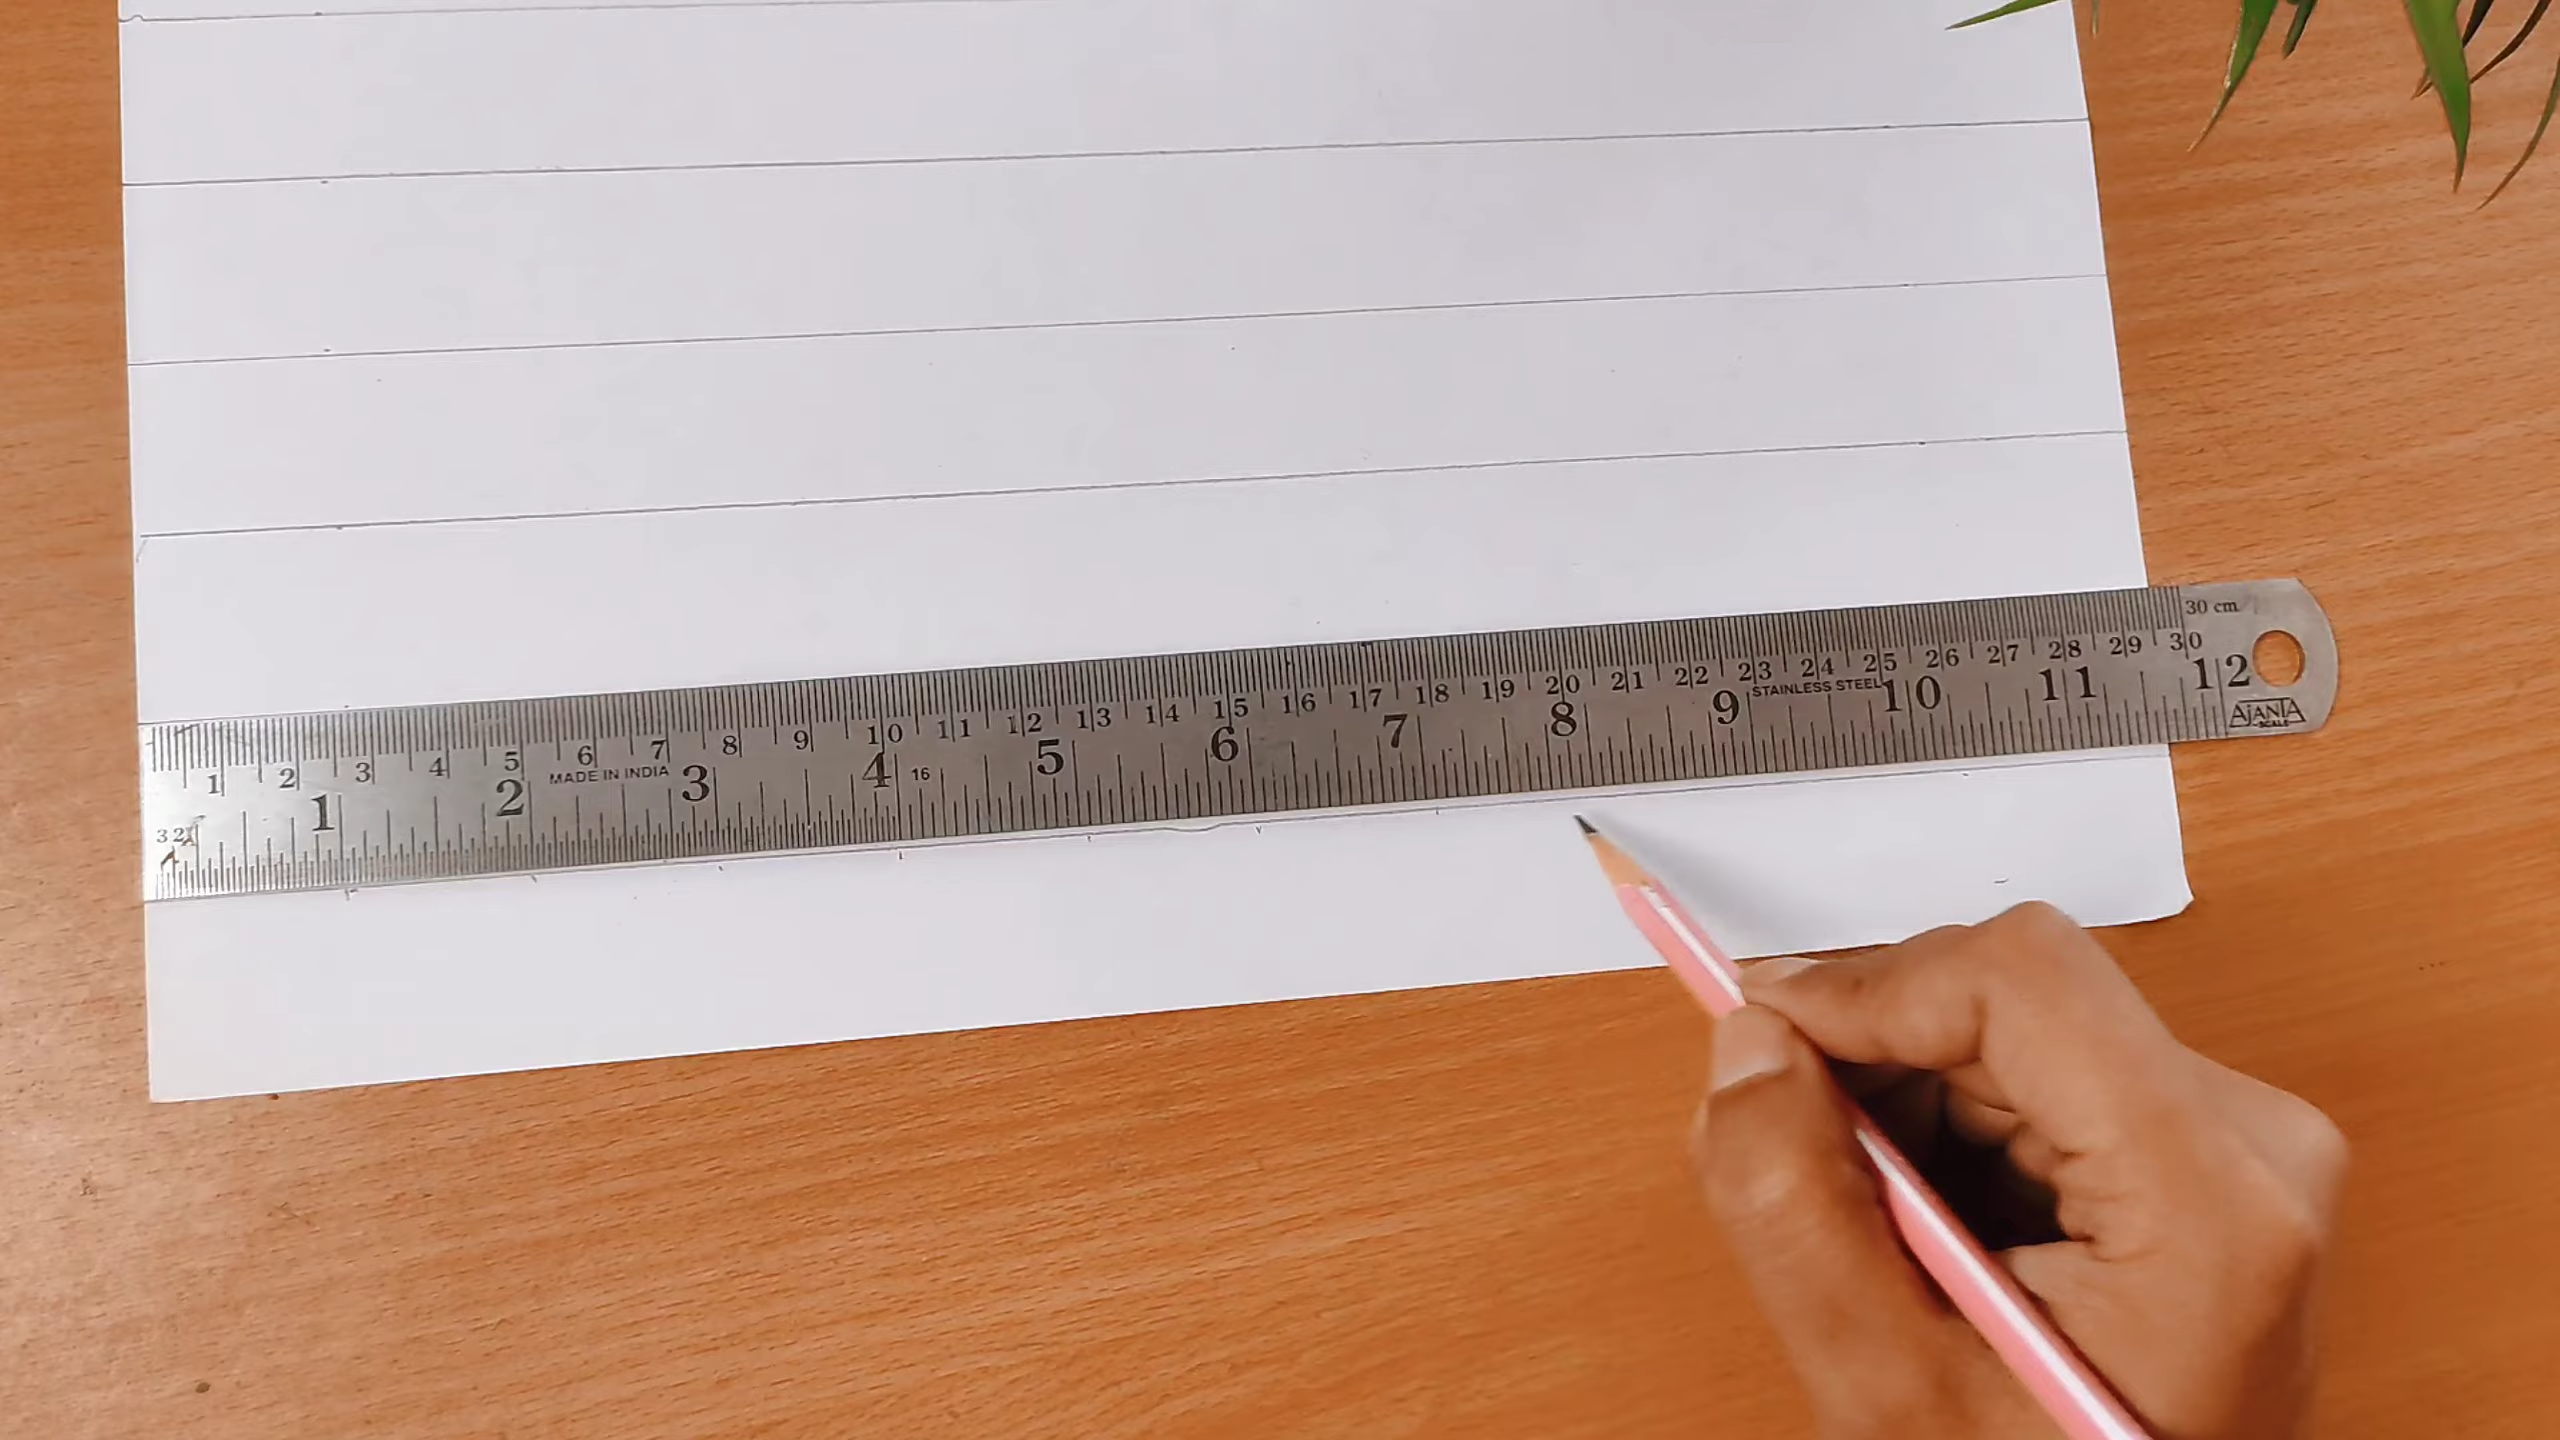 30 cm
1 2 3 4 5 6 7 8 9 10 11 12 13 14 15 16 17 18 19 20 21 22 23 24 25 26 27 28 29 30
MADE IN INDIA
STAINLESS STEEL
1 2 3 4 5 6 7 8 9 10 11 12
32
16
AJANTA
SCALE